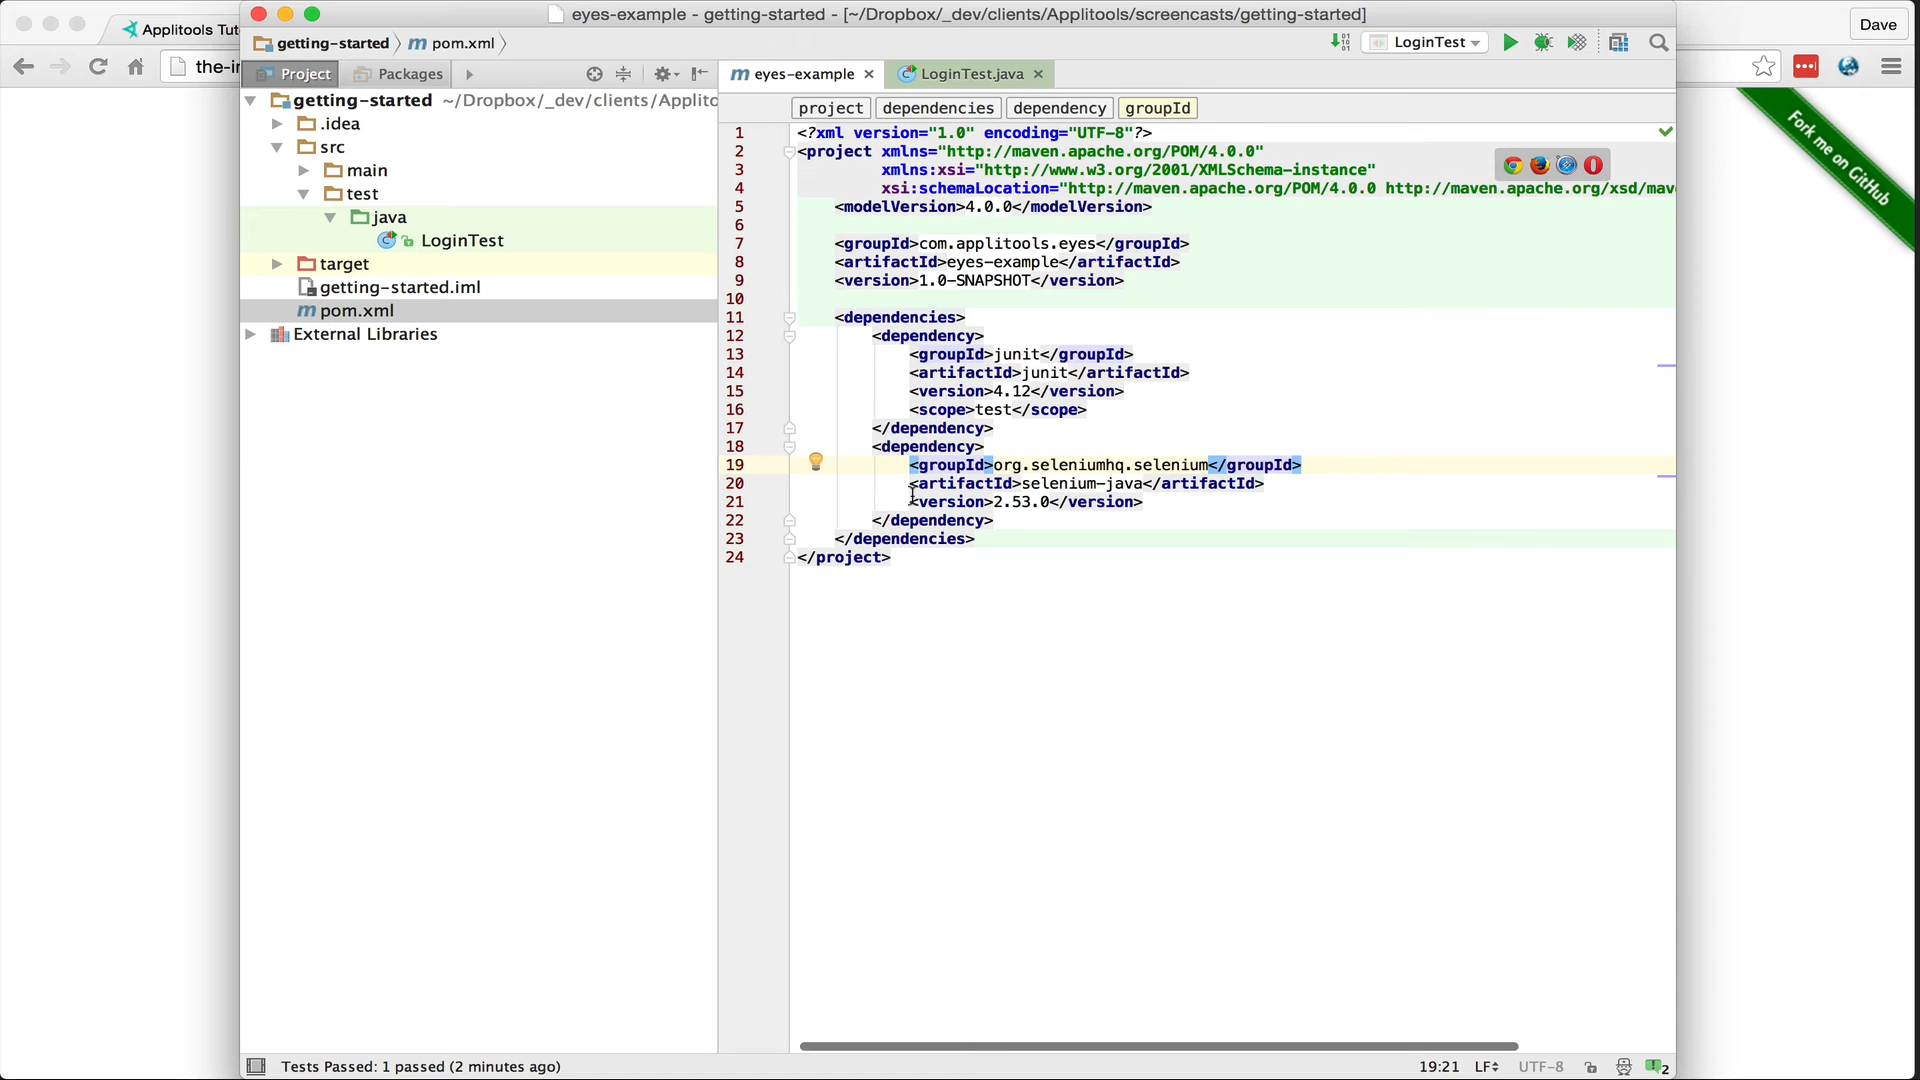 Applitools Tut
eyes-example - getting-started - [~/Dropbox/_dev/clients/Applitools/screencasts/getting-started]
Dave
the-in
getting-started
pom.xml
LoginTest
Project
Packages
eyes-example
LoginTest.java
getting-started ~/Dropbox/_dev/clients/Applito
.idea
src
main
test
java
LoginTest
target
getting-started.iml
pom.xml
External Libraries
project
dependencies
dependency
groupId
1 <?xml version="1.0" encoding="UTF-8"?>
2 <project xmlns="http://maven.apache.org/POM/4.0.0"
3 xmlns:xsi="http://www.w3.org/2001/XMLSchema-instance"
4 xsi:schemaLocation="http://maven.apache.org/POM/4.0.0 http://maven.apache.org/xsd/mav
5 <modelVersion>4.0.0</modelVersion>
6
7 <groupId>com.applitools.eyes</groupId>
8 <artifactId>eyes-example</artifactId>
9 <version>1.0-SNAPSHOT</version>
10
11 <dependencies>
12 <dependency>
13 <groupId>junit</groupId>
14 <artifactId>junit</artifactId>
15 <version>4.12</version>
16 <scope>test</scope>
17 </dependency>
18 <dependency>
19 <groupId>org.seleniumhq.selenium</groupId>
20 <artifactId>selenium-java</artifactId>
21 <version>2.53.0</version>
22 </dependency>
23 </dependencies>
24 </project>
Fork me on GitHub
Tests Passed: 1 passed (2 minutes ago)
19:21
LF
UTF-8
2